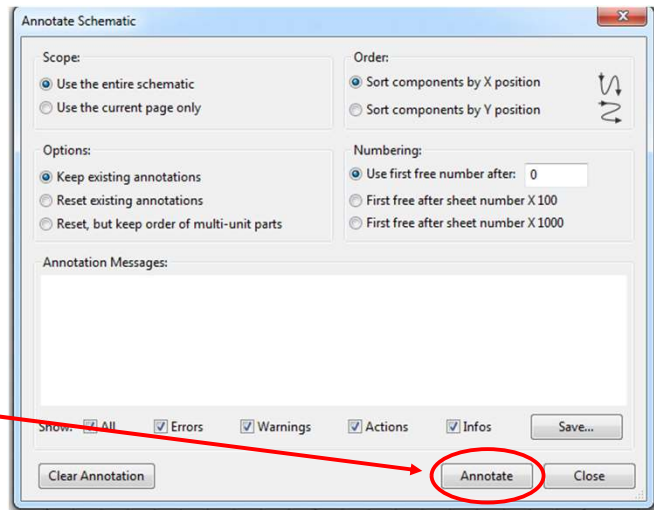 Annotate Schematic
Scope:
Use the entire schematic
Use the current page only
Order:
Sort components by X position
Sort components by Y position
Options:
Keep existing annotations
Reset existing annotations
Reset, but keep order of multi-unit parts
Numbering:
Use first free number after: 0
First free after sheet number X 100
First free after sheet number X 1000
Annotation Messages:
Show: All Errors Warnings Actions Infos Save...
Clear Annotation Annotate Close